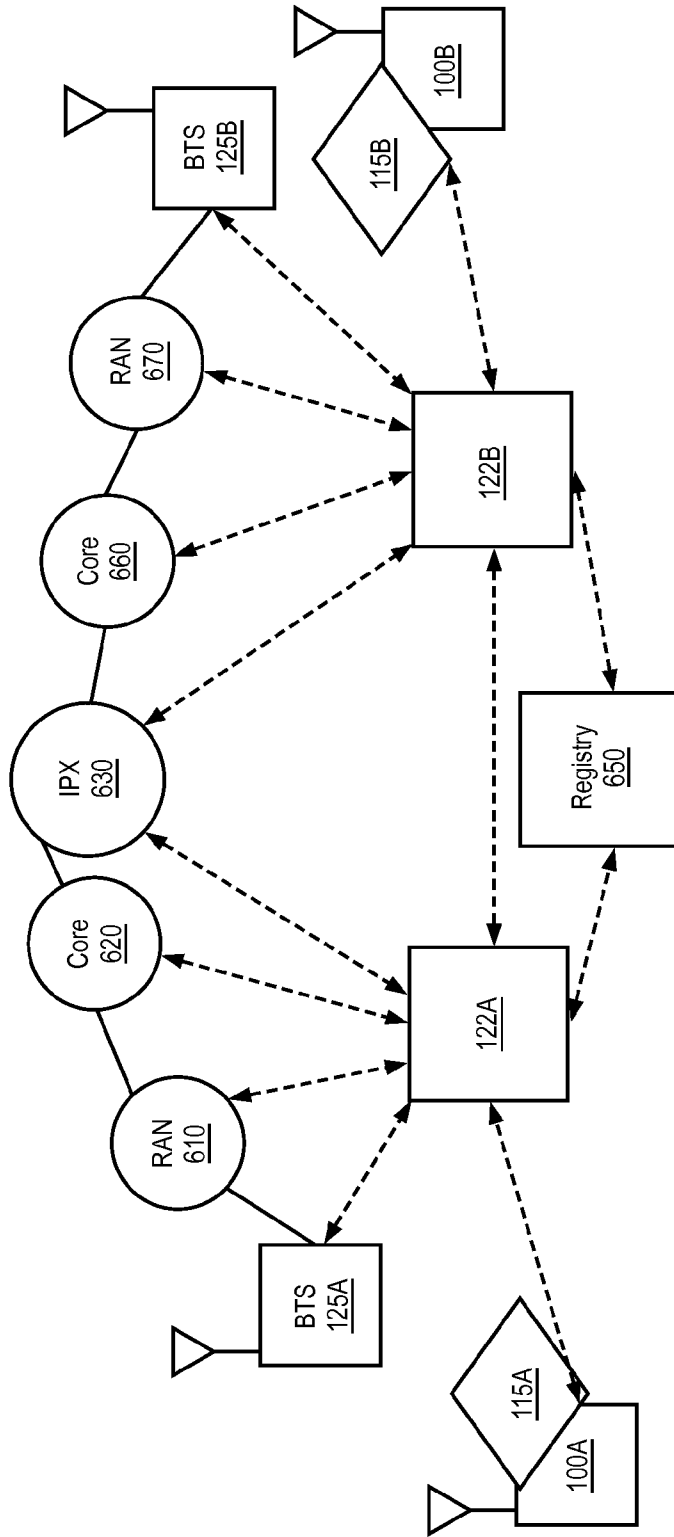 100A
115A
BTS
125A
RAN
610
Core
620
IPX
630
Core
660
RAN
670
BTS
125B
115B
100B
122A
122B
Registry
650